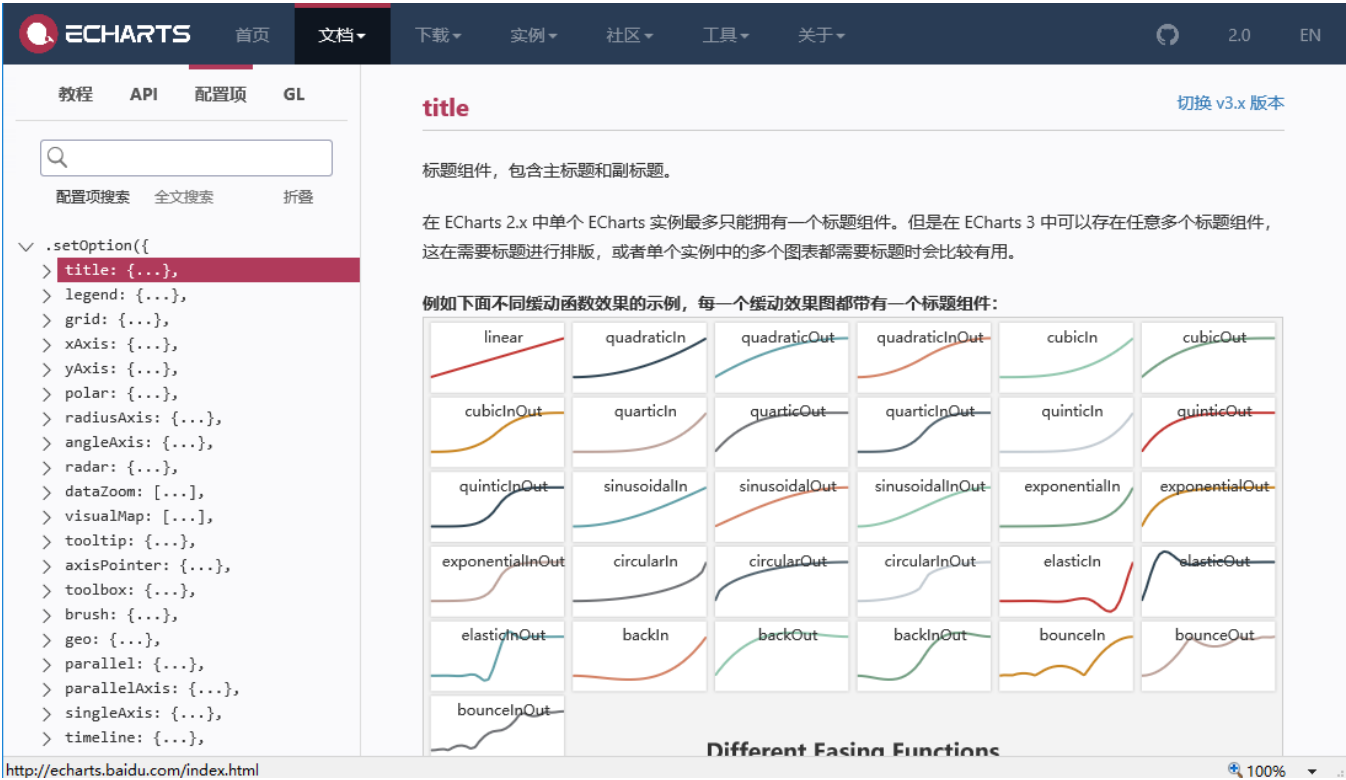 ECHARTS 首页 文档 下载 实例 社区 工具 关于 2.0 EN
教程 API 配置项 GL
配置项搜索 全文搜索 折叠
.setOption({
title: {...},
legend: {...},
grid: {...},
xAxis: {...},
yAxis: {...},
polar: {...},
radiusAxis: {...},
angleAxis: {...},
radar: {...},
dataZoom: [...],
visualMap: [...],
tooltip: {...},
axisPointer: {...},
toolbox: {...},
brush: {...},
geo: {...},
parallel: {...},
parallelAxis: {...},
singleAxis: {...},
timeline: {...},
title
切换 v3.x 版本
标题组件，包含主标题和副标题。
在 ECharts 2.x 中单个 ECharts 实例最多只能拥有一个标题组件。但是在 ECharts 3 中可以存在任意多个标题组件，
这在需要标题进行排版，或者单个实例中的多个图表都需要标题时会比较有用。
例如下面不同缓动函数效果的示例，每一个缓动效果图都带有一个标题组件：
linear quadraticIn quadraticOut quadraticInOut cubicIn cubicOut
cubicInOut quarticIn quarticOut quarticInOut quinticIn quinticOut
quinticInOut sinusoidalIn sinusoidalOut sinusoidalInOut exponentialIn exponentialOut
exponentialInOut circularIn circularOut circularInOut elasticIn elasticOut
elasticInOut backIn backOut backInOut bounceIn bounceOut
bounceInOut
Different Easing Functions
http://echarts.baidu.com/index.html 100%